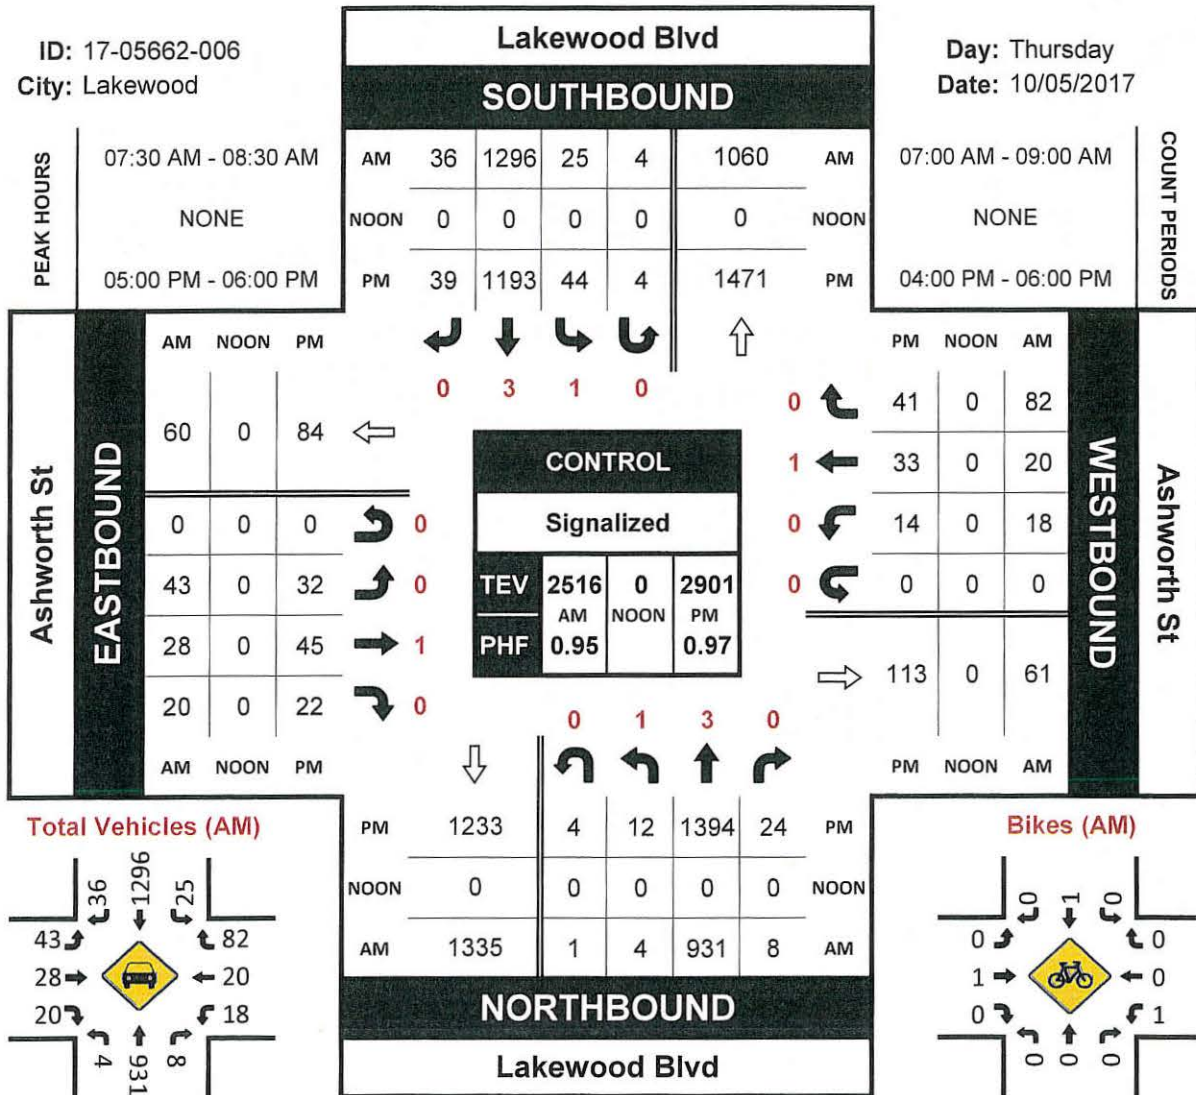 ID: 17-05662-006
City: Lakewood
Lakewood Blvd
SOUTHBOUND
Day: Thursday
Date: 10/05/2017
PEAK HOURS
07:30 AM - 08:30 AM
NONE
05:00 PM - 06:00 PM
AM 36 1296 25 4 1060 AM
NOON 0 0 0 0 0 NOON
PM 39 1193 44 4 1471 PM
07:00 AM - 09:00 AM
NONE
04:00 PM - 06:00 PM
COUNT PERIODS
0 3 1 0
Ashworth St
EASTBOUND
AM NOON PM
60 0 84
0 0 0 0
43 0 32 0
28 0 45 1
20 0 22 0
AM NOON PM
CONTROL
Signalized
TEV 2516 0 2901
AM NOON PM
PHF 0.95 0.97
PM NOON AM
0 41 0 82
1 33 0 20
0 14 0 18
0 0 0 0
113 0 61
PM NOON AM
WESTBOUND
Ashworth St
0 1 3 0
PM 1233 4 12 1394 24 PM
NOON 0 0 0 0 0 NOON
AM 1335 1 4 931 8 AM
NORTHBOUND
Lakewood Blvd
Total Vehicles (AM)
36 1296 25
43 82
28 20
20 18
4 931 8
Bikes (AM)
0 1 0
0 0
1 0
0 1
0 0 0